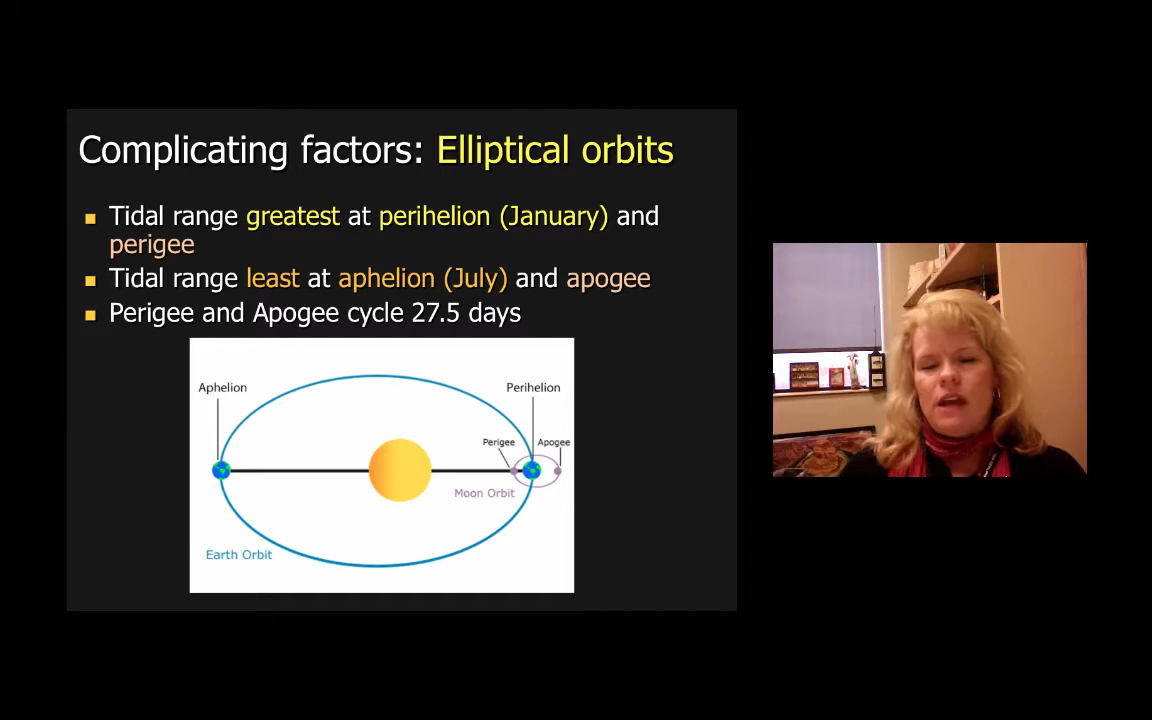 Complicating factors: Elliptical orbits
Tidal range greatest at perihelion (January) and
perigee
Tidal range least at aphelion (July) and apogee
Perigee and Apogee cycle 27.5 days
Aphelion
Perihelion
Perigee
Apogee
Moon Orbit
Earth Orbit